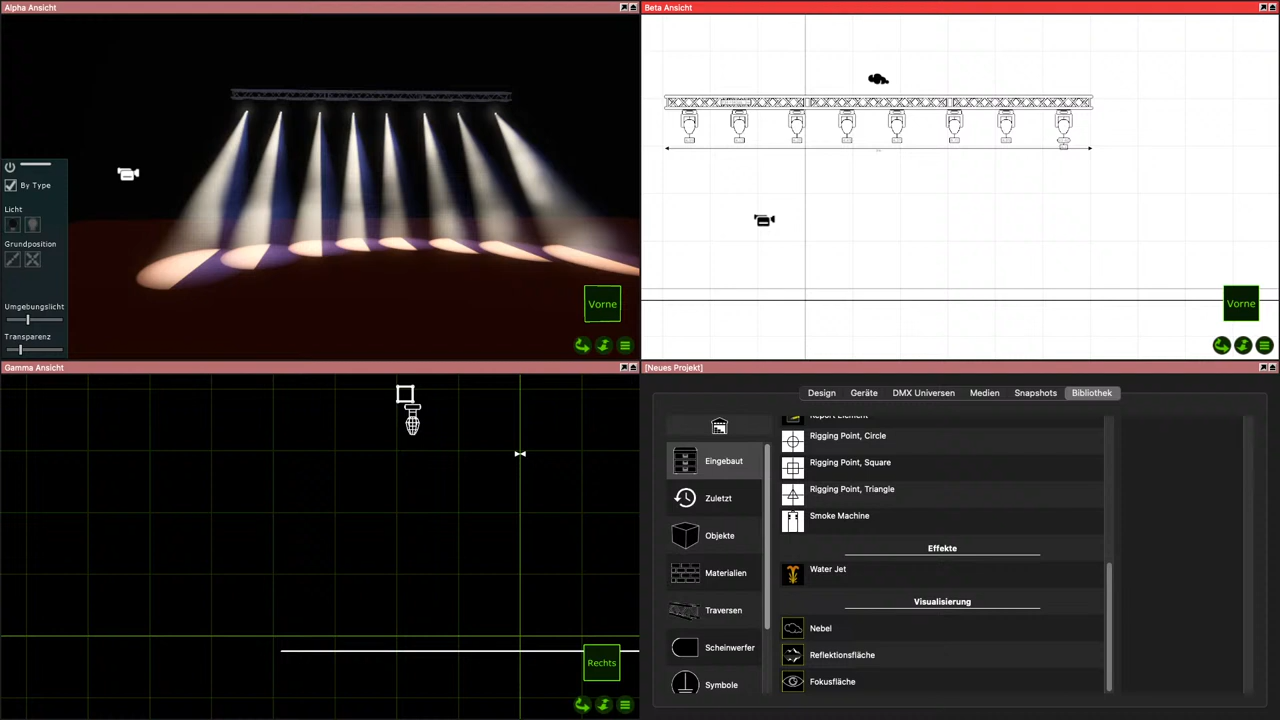 Alpha Ansicht
By Type
Licht
Grundposition
Umgebungslicht
Transparenz
Vorne
Beta Ansicht
Vorne
Gamma Ansicht
Rechts
[Neues Projekt]
Design Geräte DMX Universen Medien Snapshots Bibliothek
Eingebaut
Zuletzt
Objekte
Materialien
Traversen
Scheinwerfer
Symbole
Report Element
Rigging Point, Circle
Rigging Point, Square
Rigging Point, Triangle
Smoke Machine
Effekte
Water Jet
Visualisierung
Nebel
Reflektionsfläche
Fokusfläche